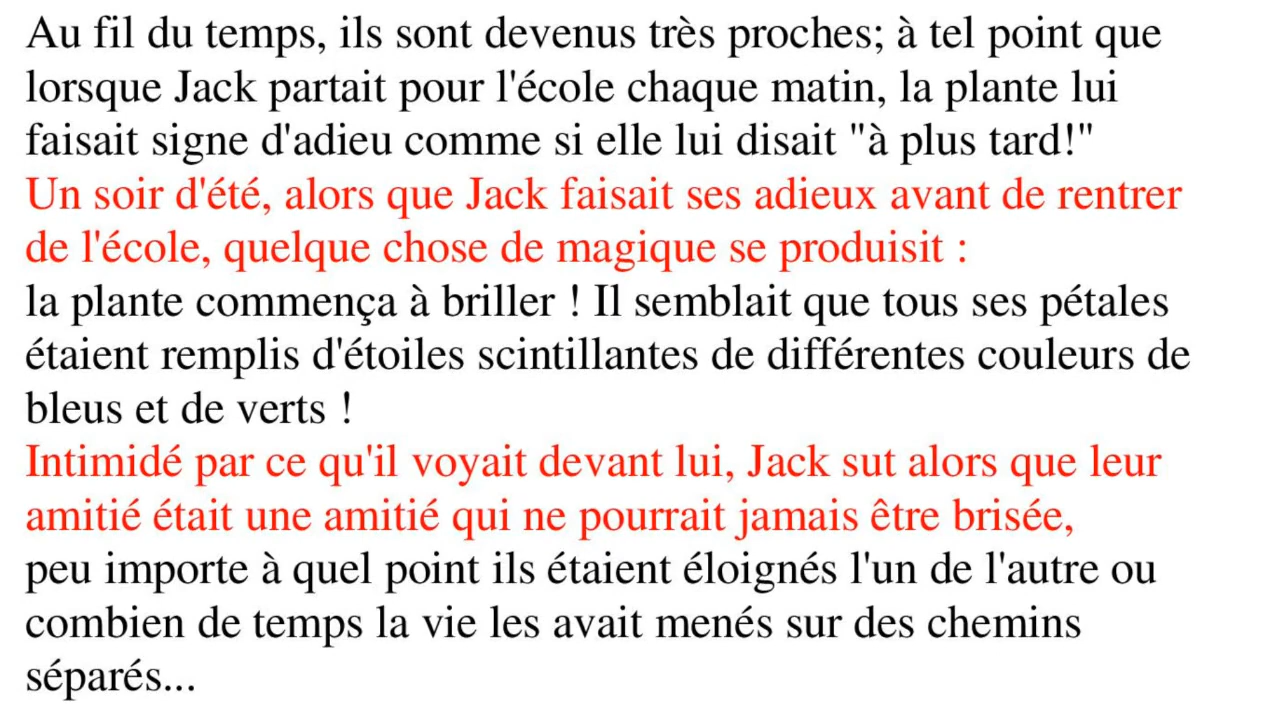 Au fil du temps, ils sont devenus très proches; à tel point que
lorsque Jack partait pour l'école chaque matin, la plante lui
faisait signe d'adieu comme si elle lui disait "à plus tard!"
Un soir d'été, alors que Jack faisait ses adieux avant de rentrer
de l'école, quelque chose de magique se produisit :
la plante commença à briller ! Il semblait que tous ses pétales
étaient remplis d'étoiles scintillantes de différentes couleurs de
bleus et de verts !
Intimidé par ce qu'il voyait devant lui, Jack sut alors que leur
amitié était une amitié qui ne pourrait jamais être brisée,
peu importe à quel point ils étaient éloignés l'un de l'autre ou
combien de temps la vie les avait menés sur des chemins
séparés...